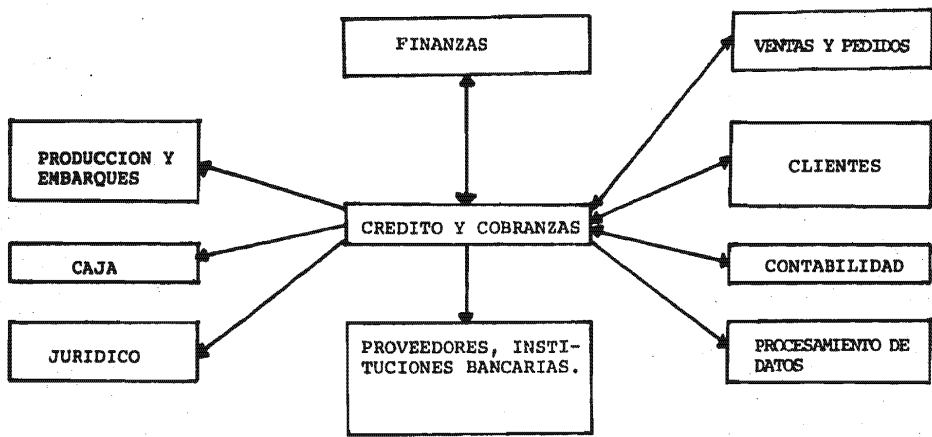 FINANZAS
VENTAS Y PEDIDOS
PRODUCCION Y
EMBARQUES
CLIENTES
CREDITO Y COBRANZAS
CAJA
CONTABILIDAD
JURIDICO
PROVEEDORES, INSTI-
TUCIONES BANCARIAS.
PROCESAMIENTO DE
DATOS